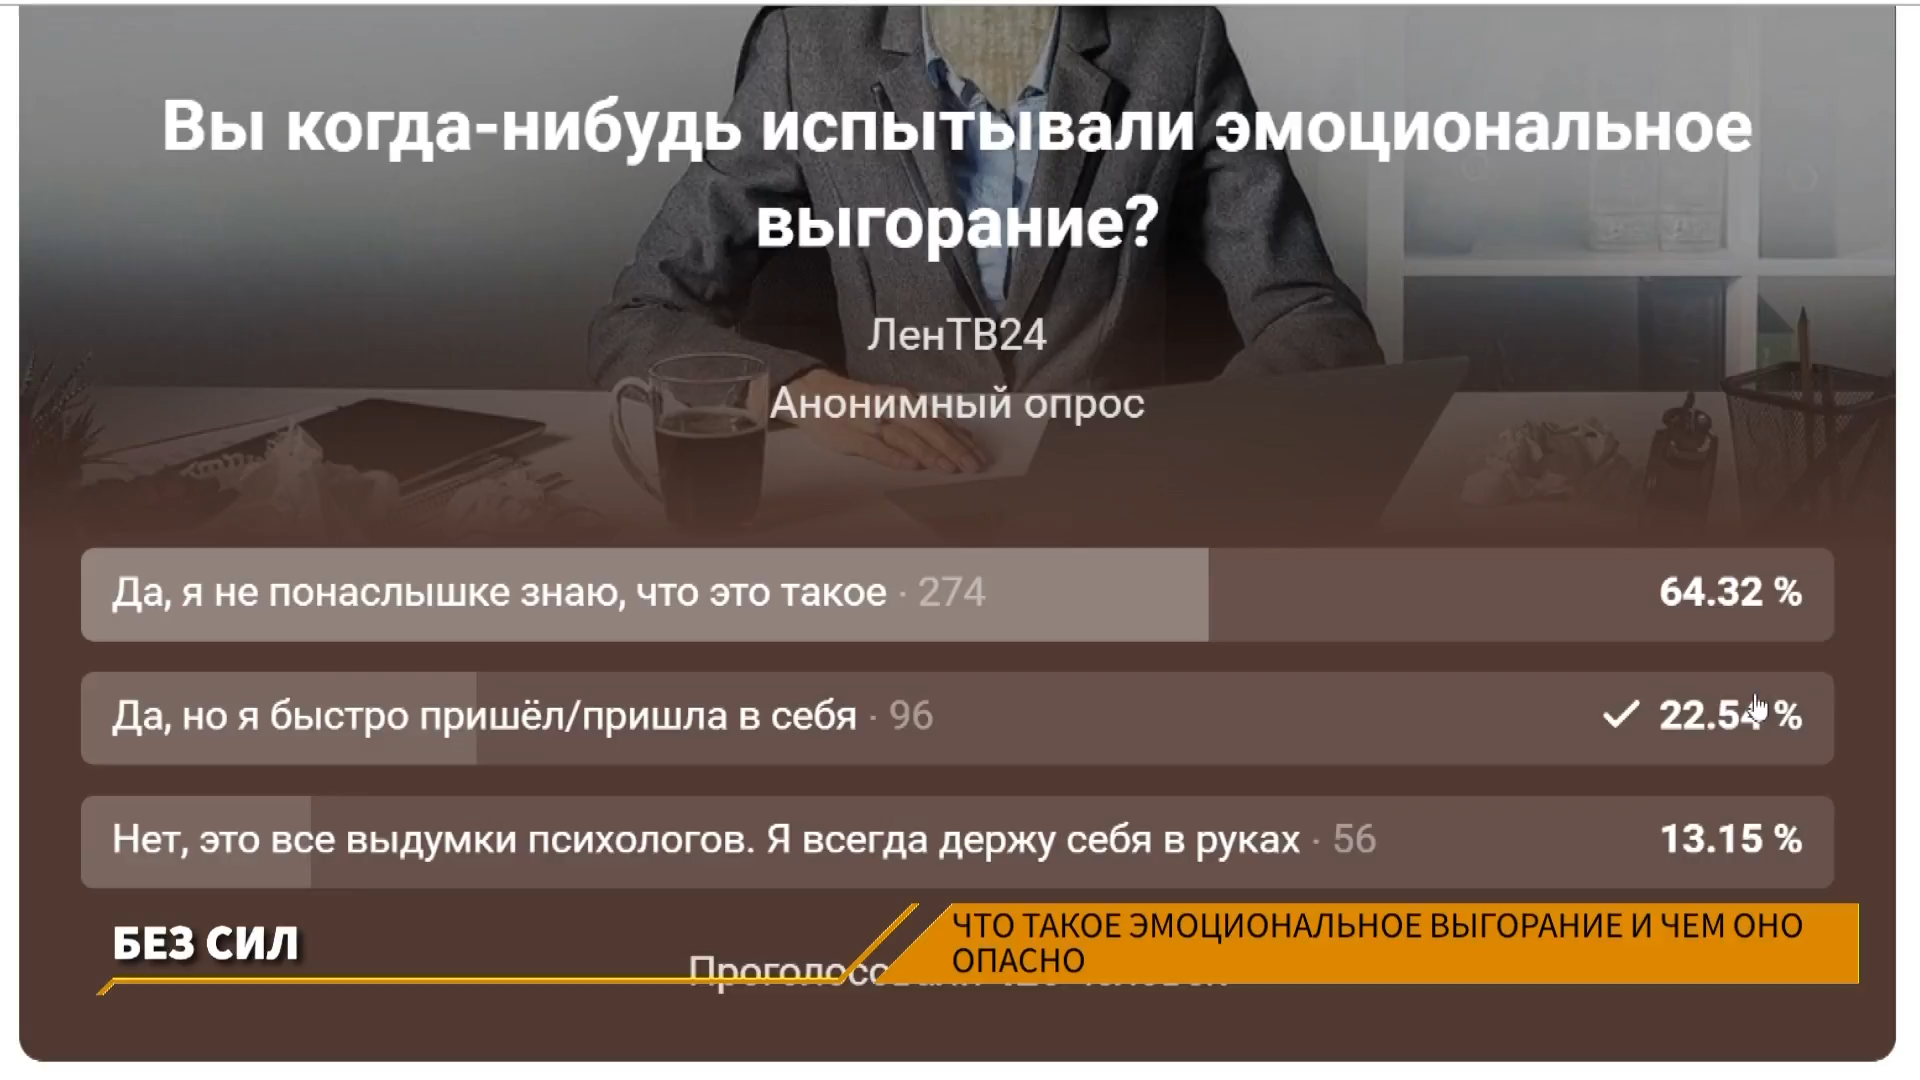 Вы когда-нибудь испытывали эмоциональное
выгорание?
ЛенТВ24
Анонимный опрос
Да, я не понаслышке знаю, что это такое · 274 64.32 %
Да, но я быстро пришёл/пришла в себя · 96 22.54 %
Нет, это все выдумки психологов. Я всегда держу себя в руках · 56 13.15 %
БЕЗ СИЛ
ЧТО ТАКОЕ ЭМОЦИОНАЛЬНОЕ ВЫГОРАНИЕ И ЧЕМ ОНО
ОПАСНО